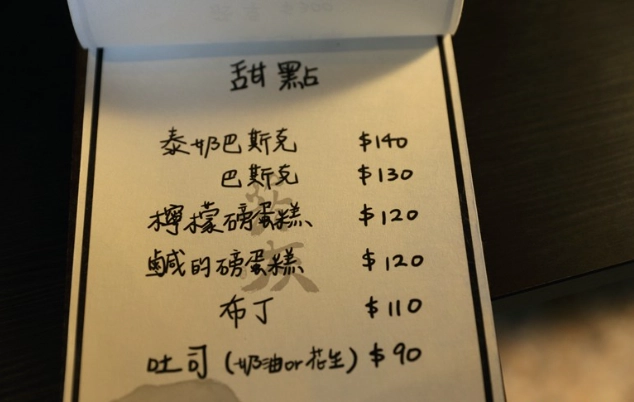 甜點
泰奶巴斯克 $140
巴斯克 $130
檸檬磅蛋糕 $120
鹹的磅蛋糕 $120
布丁 $110
吐司(奶油or花生) $90